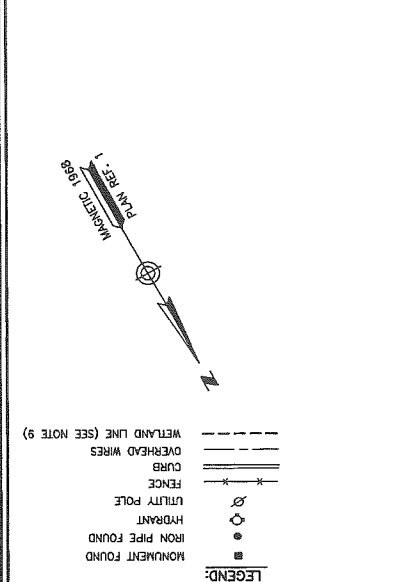 LEGEND:
MONUMENT FOUND
IRON PIPE FOUND
HYDRANT
UTILITY POLE
FENCE
CURB
OVERHEAD WIRES
WETLAND LINE (SEE NOTE 9)
N
MAGNETIC 1968
PLAN REF. 1